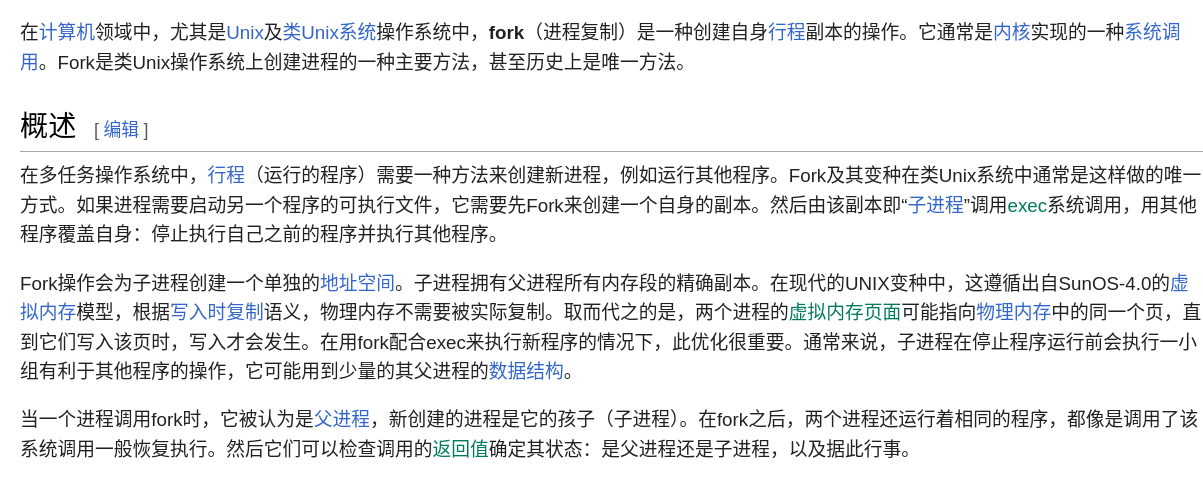 在计算机领域中，尤其是Unix及类Unix系统操作系统中，fork（进程复制）是一种创建自身行程副本的操作。它通常是内核实现的一种系统调
用。Fork是类Unix操作系统上创建进程的一种主要方法，甚至历史上是唯一方法。
概述 [ 编辑 ]
在多任务操作系统中，行程（运行的程序）需要一种方法来创建新进程，例如运行其他程序。Fork及其变种在类Unix系统中通常是这样做的唯一
方式。如果进程需要启动另一个程序的可执行文件，它需要先Fork来创建一个自身的副本。然后由该副本即“子进程”调用exec系统调用，用其他
程序覆盖自身：停止执行自己之前的程序并执行其他程序。
Fork操作会为子进程创建一个单独的地址空间。子进程拥有父进程所有内存段的精确副本。在现代的UNIX变种中，这遵循出自SunOS-4.0的虚
拟内存模型，根据写入时复制语义，物理内存不需要被实际复制。取而代之的是，两个进程的虚拟内存页面可能指向物理内存中的同一个页，直
到它们写入该页时，写入才会发生。在用fork配合exec来执行新程序的情况下，此优化很重要。通常来说，子进程在停止程序运行前会执行一小
组有利于其他程序的操作，它可能用到少量的其父进程的数据结构。
当一个进程调用fork时，它被认为是父进程，新创建的进程是它的孩子（子进程）。在fork之后，两个进程还运行着相同的程序，都像是调用了该
系统调用一般恢复执行。然后它们可以检查调用的返回值确定其状态：是父进程还是子进程，以及据此行事。